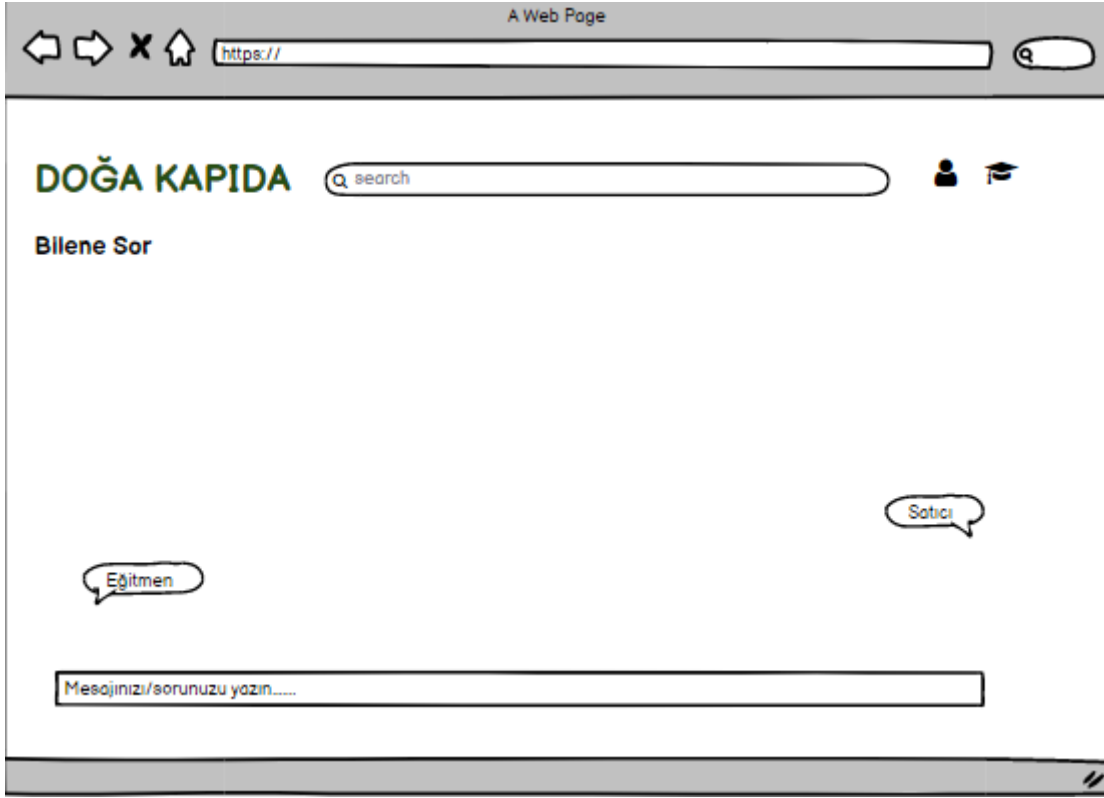 A Web Page
https://
DOĞA KAPIDA
search
Bilene Sor
Satıcı
Eğitmen
Mesajınızı/sorunuzu yazın......